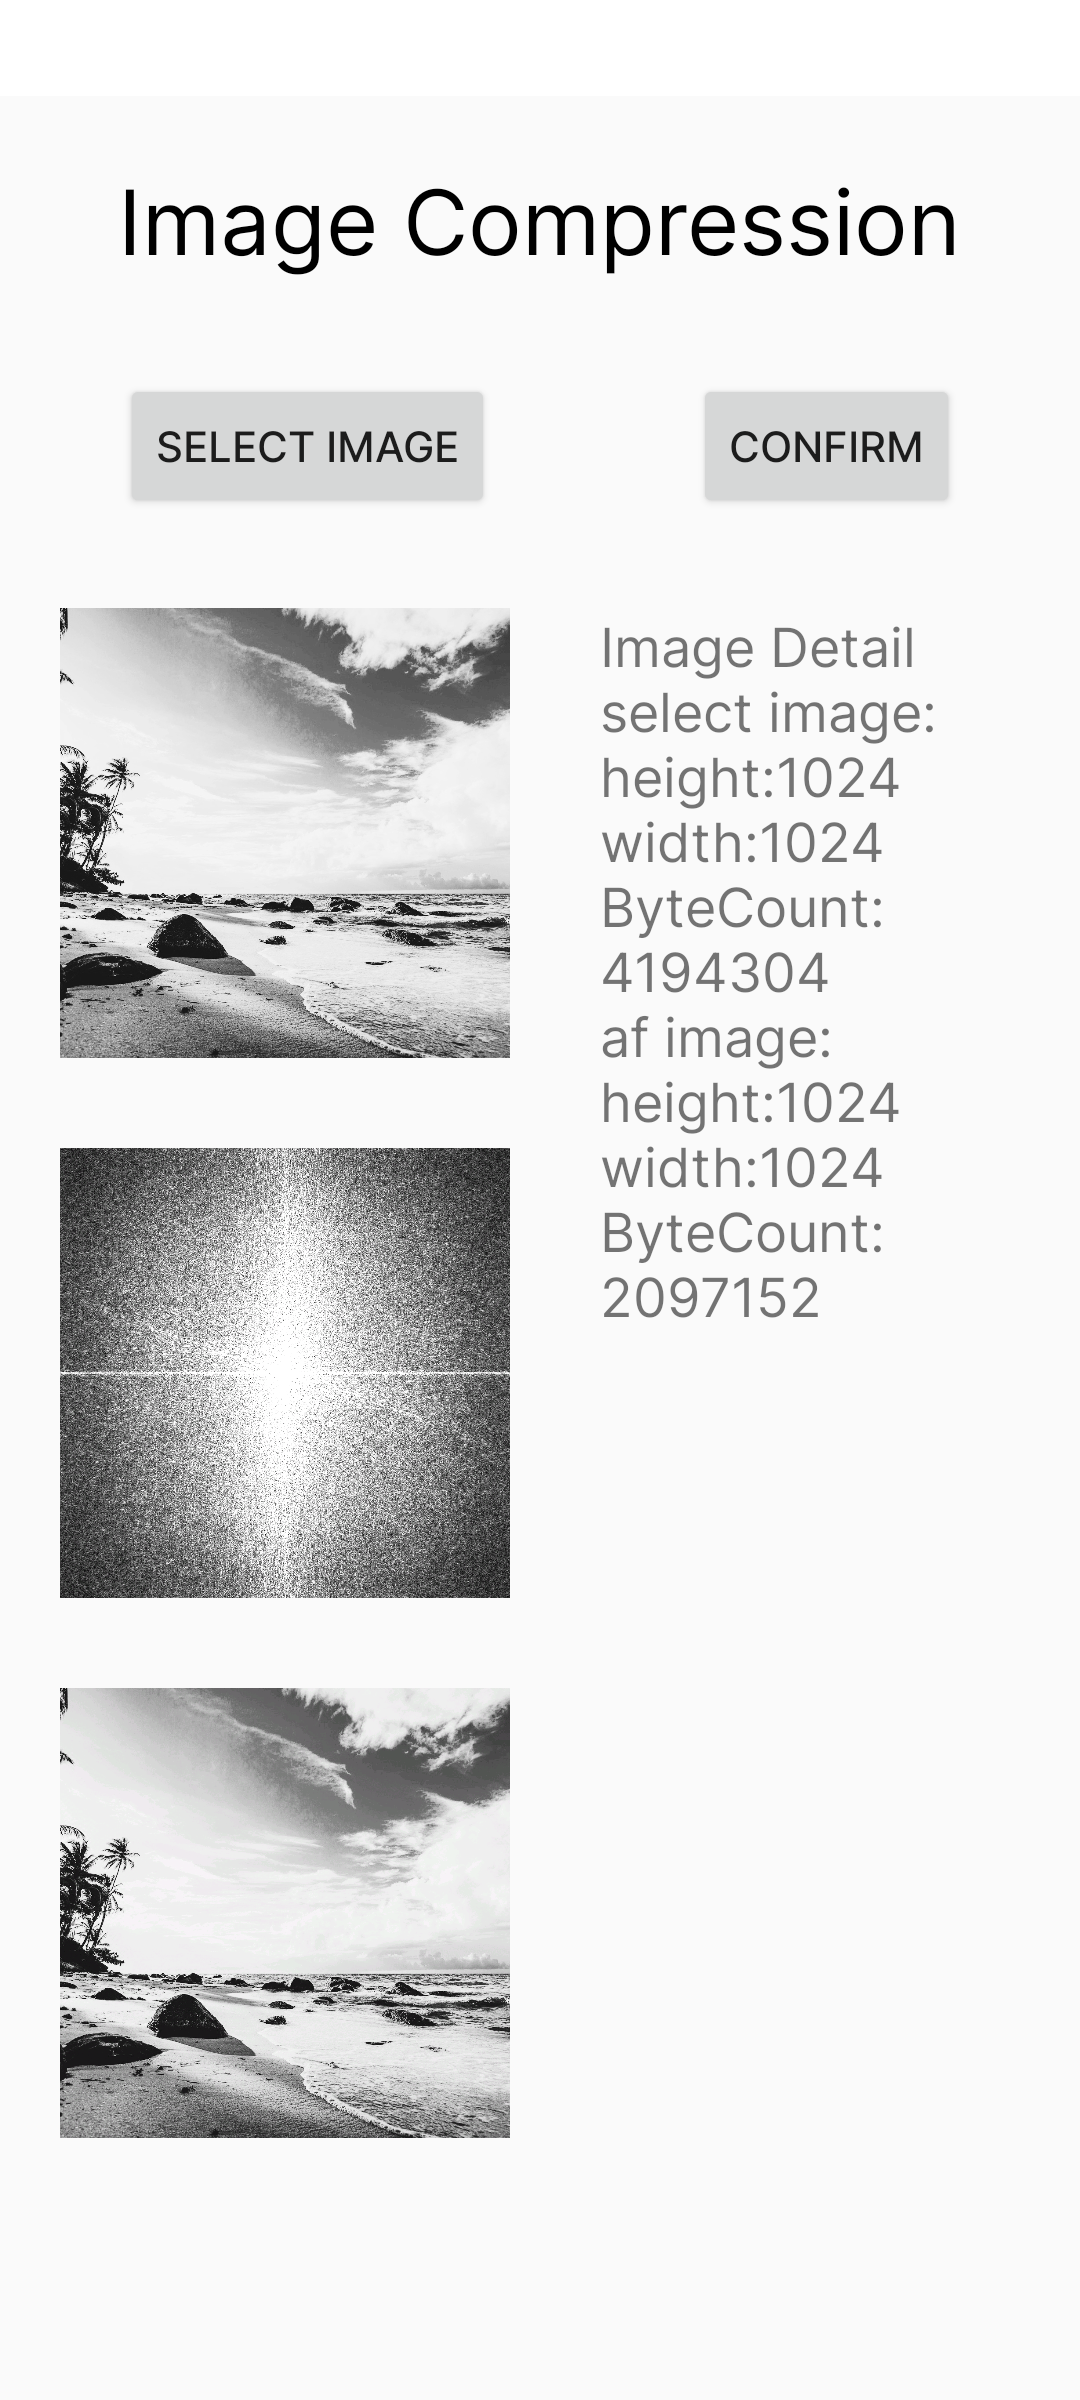 Image Compression
SELECT IMAGE
CONFIRM
Image Detail
select image:
height:1024
width:1024
ByteCount:
4194304
af image:
height:1024
width:1024
ByteCount:
2097152